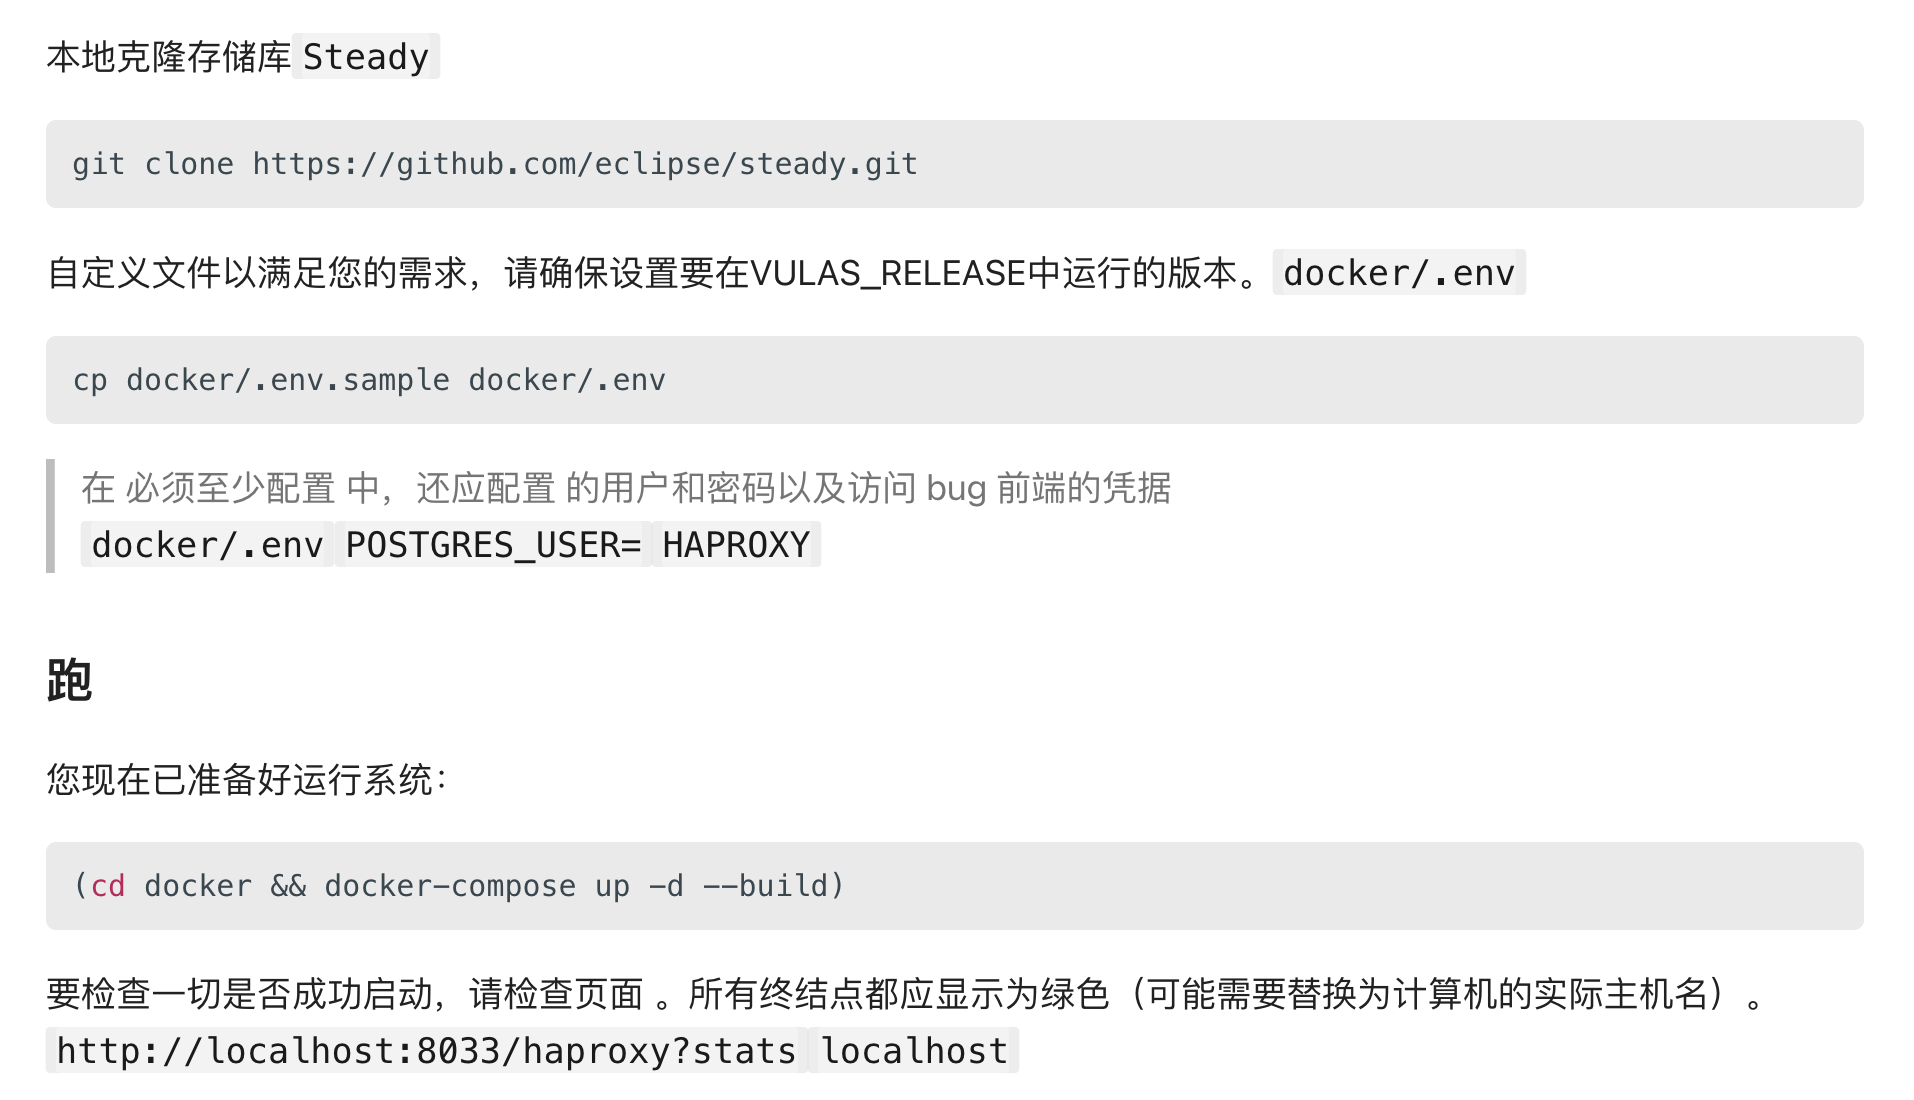 本地克隆存储库 Steady
git clone https://github.com/eclipse/steady.git
自定义文件以满足您的需求，请确保设置要在VULAS_RELEASE中运行的版本。 docker/.env
cp docker/.env.sample docker/.env
在 必须至少配置 中，还应配置 的用户和密码以及访问 bug 前端的凭据
docker/.env POSTGRES_USER= HAPROXY
跑
您现在已准备好运行系统：
(cd docker && docker-compose up -d --build)
要检查一切是否成功启动，请检查页面 。所有终结点都应显示为绿色（可能需要替换为计算机的实际主机名）。
http://localhost:8033/haproxy?stats localhost